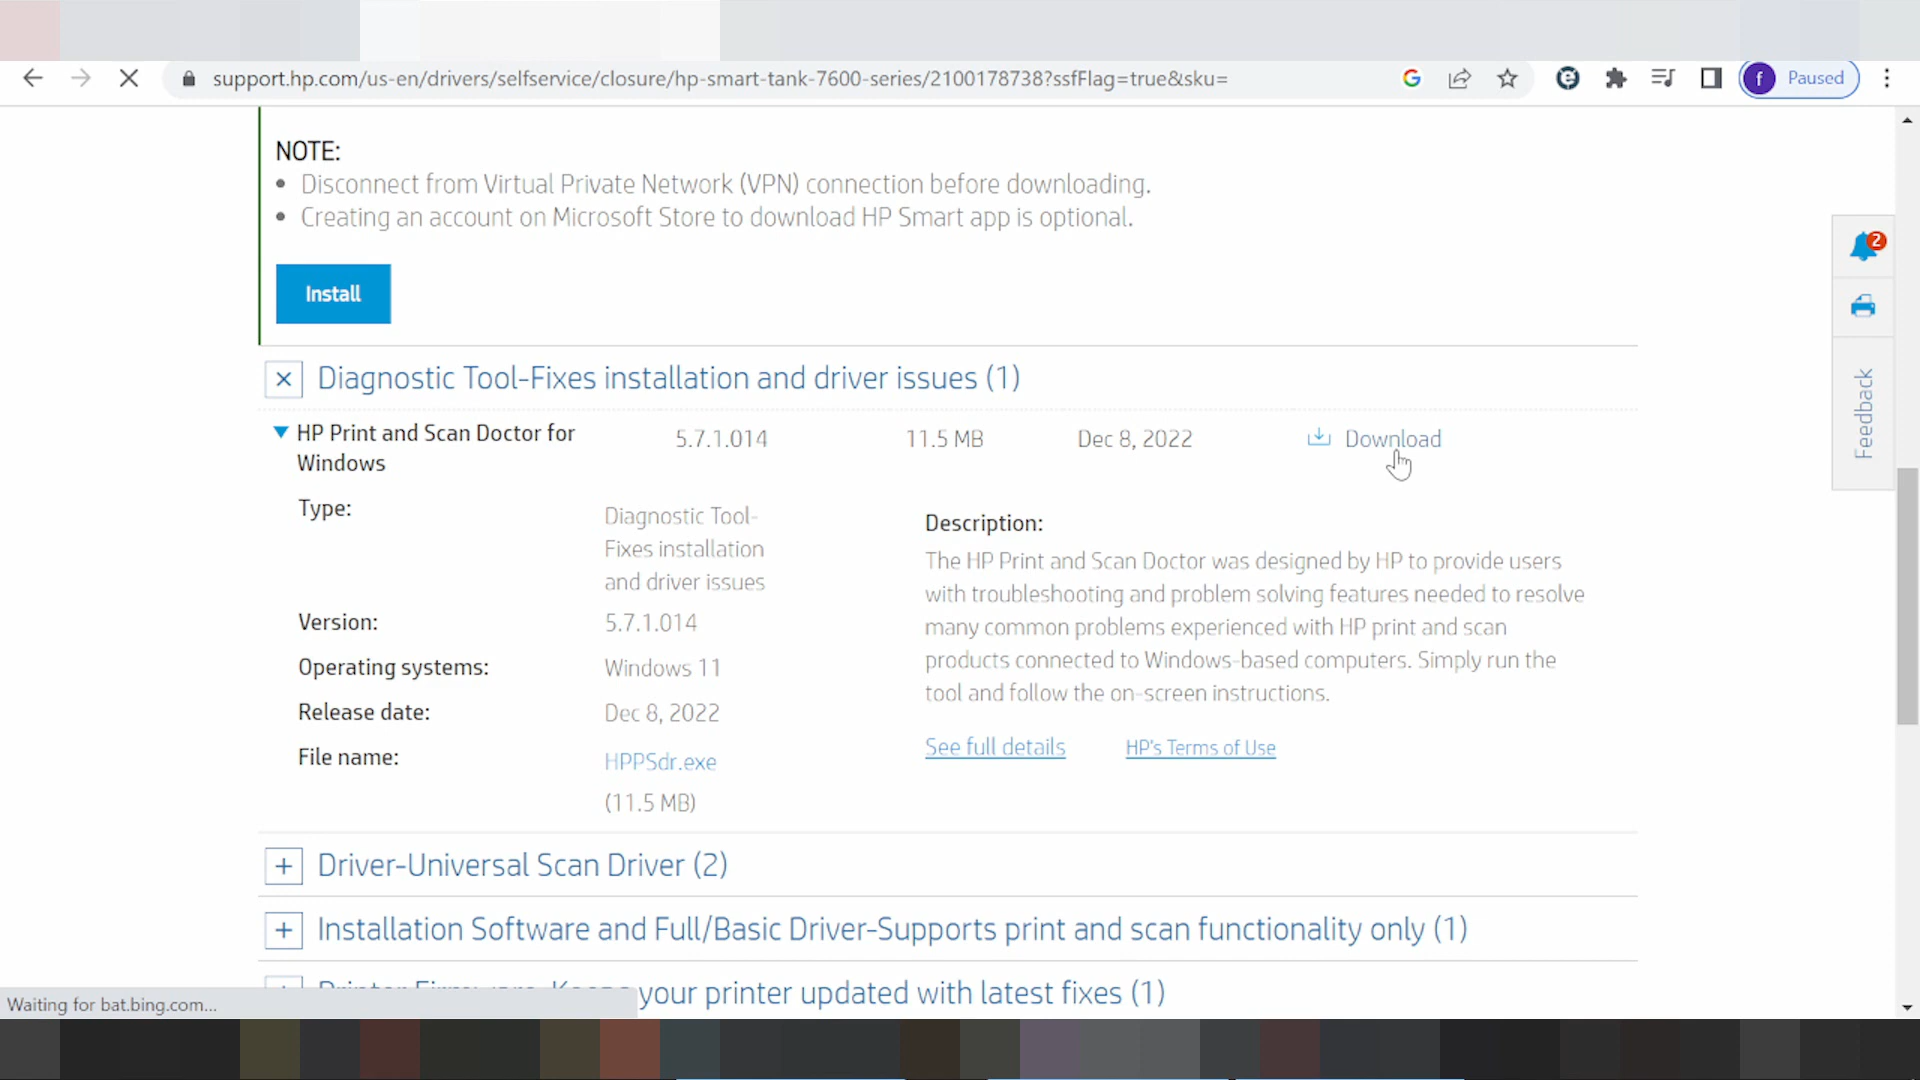 support.hp.com/us-en/drivers/selfservice/closure/hp-smart-tank-7600-series/2100178738?ssfFlag=true&sku=
f Paused
NOTE:
• Disconnect from Virtual Private Network (VPN) connection before downloading.
• Creating an account on Microsoft Store to download HP Smart app is optional.
2
Install
Feedback
Diagnostic Tool-Fixes installation and driver issues (1)
HP Print and Scan Doctor for
Windows
5.7.1.014
11.5 MB
Dec 8, 2022
Download
Type:
Diagnostic Tool-
Fixes installation
and driver issues
Version:
5.7.1.014
Operating systems:
Windows 11
Release date:
Dec 8, 2022
File name:
HPPSdr.exe
(11.5 MB)
Description:
The HP Print and Scan Doctor was designed by HP to provide users
with troubleshooting and problem solving features needed to resolve
many common problems experienced with HP print and scan
products connected to Windows-based computers. Simply run the
tool and follow the on-screen instructions.
See full details
HP's Terms of Use
Driver-Universal Scan Driver (2)
Installation Software and Full/Basic Driver-Supports print and scan functionality only (1)
your printer updated with latest fixes (1)
Waiting for bat.bing.com...